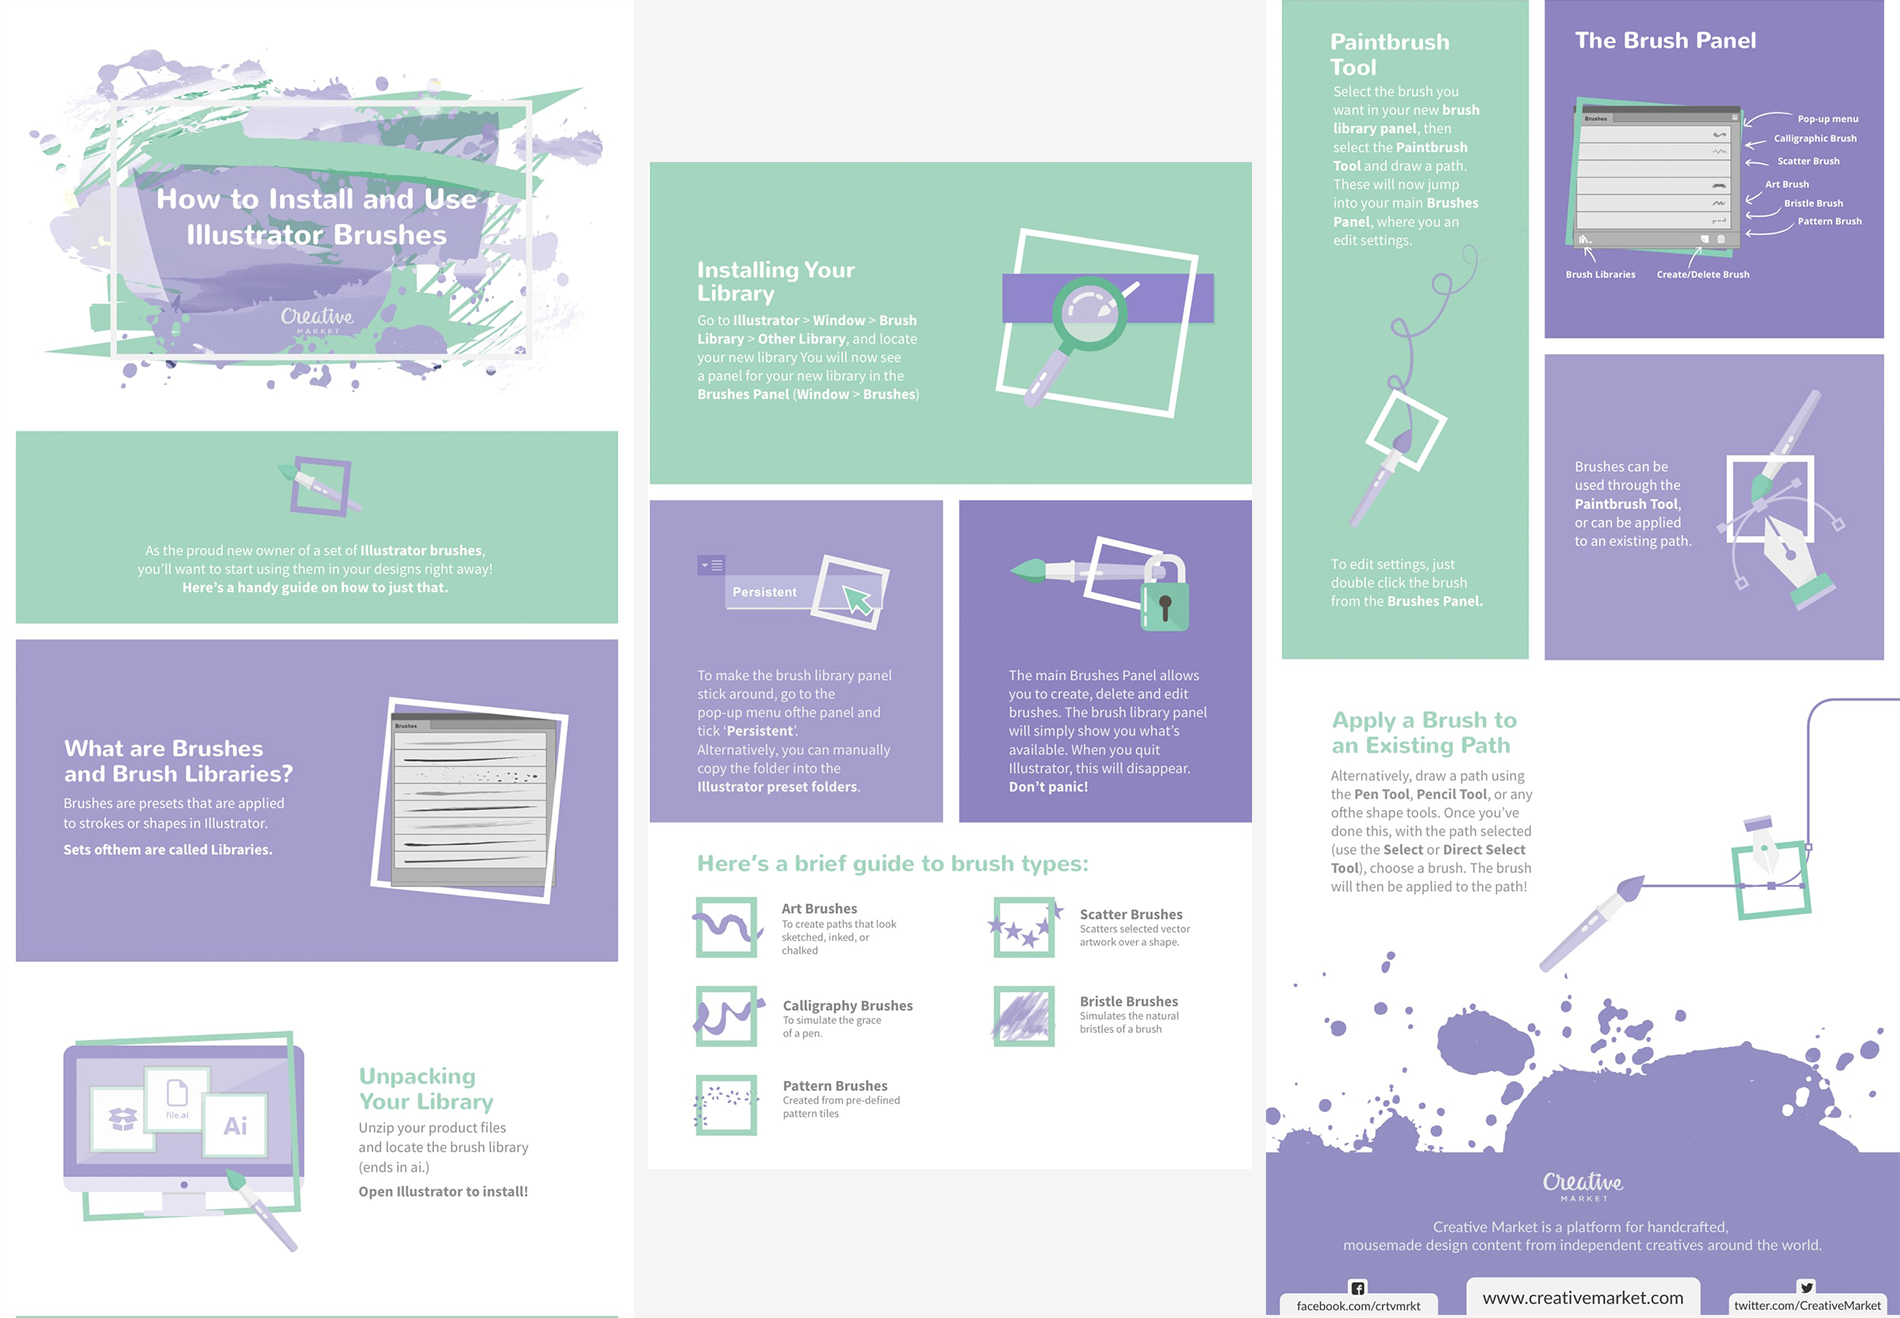 How to Install and Use
Illustrator Brushes
Creative
MARKET
As the proud new owner of a set of Illustrator brushes,
you'll want to start using them in your designs right away!
Here's a handy guide on how to just that.
What are Brushes
and Brush Libraries?
Brushes are presets that are applied
to strokes or shapes in Illustrator.
Sets ofthem are called Libraries.
Brushes
file.ai
Ai
Unpacking
Your Library
Unzip your product files
and locate the brush library
(ends in ai.)
Open Illustrator to install!
Installing Your
Library
Go to Illustrator > Window > Brush
Library > Other Library, and locate
your new library You will now see
a panel for your new library in the
Brushes Panel (Window > Brushes)
Persistent
To make the brush library panel
stick around, go to the
pop-up menu ofthe panel and
tick ‘Persistent’.
Alternatively, you can manually
copy the folder into the
Illustrator preset folders.
The main Brushes Panel allows
you to create, delete and edit
brushes. The brush library panel
will simply show you what's
available. When you quit
Illustrator, this will disappear.
Don't panic!
Here's a brief guide to brush types:
Art Brushes
To create paths that look
sketched, inked, or
chalked
Scatter Brushes
Scatters selected vector
artwork over a shape.
Calligraphy Brushes
To simulate the grace
of a pen.
Bristle Brushes
Simulates the natural
bristles of a brush
Pattern Brushes
Created from pre-defined
pattern tiles
Paintbrush
Tool
Select the brush you
want in your new brush
library panel, then
select the Paintbrush
Tool and draw a path.
These will now jump
into your main Brushes
Panel, where you an
edit settings.
To edit settings, just
double click the brush
from the Brushes Panel.
The Brush Panel
Brushes
Pop-up menu
Calligraphic Brush
Scatter Brush
Art Brush
Bristle Brush
Pattern Brush
Brush Libraries
Create/Delete Brush
Brushes can be
used through the
Paintbrush Tool,
or can be applied
to an existing path.
Apply a Brush to
an Existing Path
Alternatively, draw a path using
the Pen Tool, Pencil Tool, or any
ofthe shape tools. Once you've
done this, with the path selected
(use the Select or Direct Select
Tool), choose a brush. The brush
will then be applied to the path!
Creative
MARKET
Creative Market is a platform for handcrafted,
mousemade design content from independent creatives around the world.
facebook.com/crtvmrkt
www.creativemarket.com
twitter.com/CreativeMarket